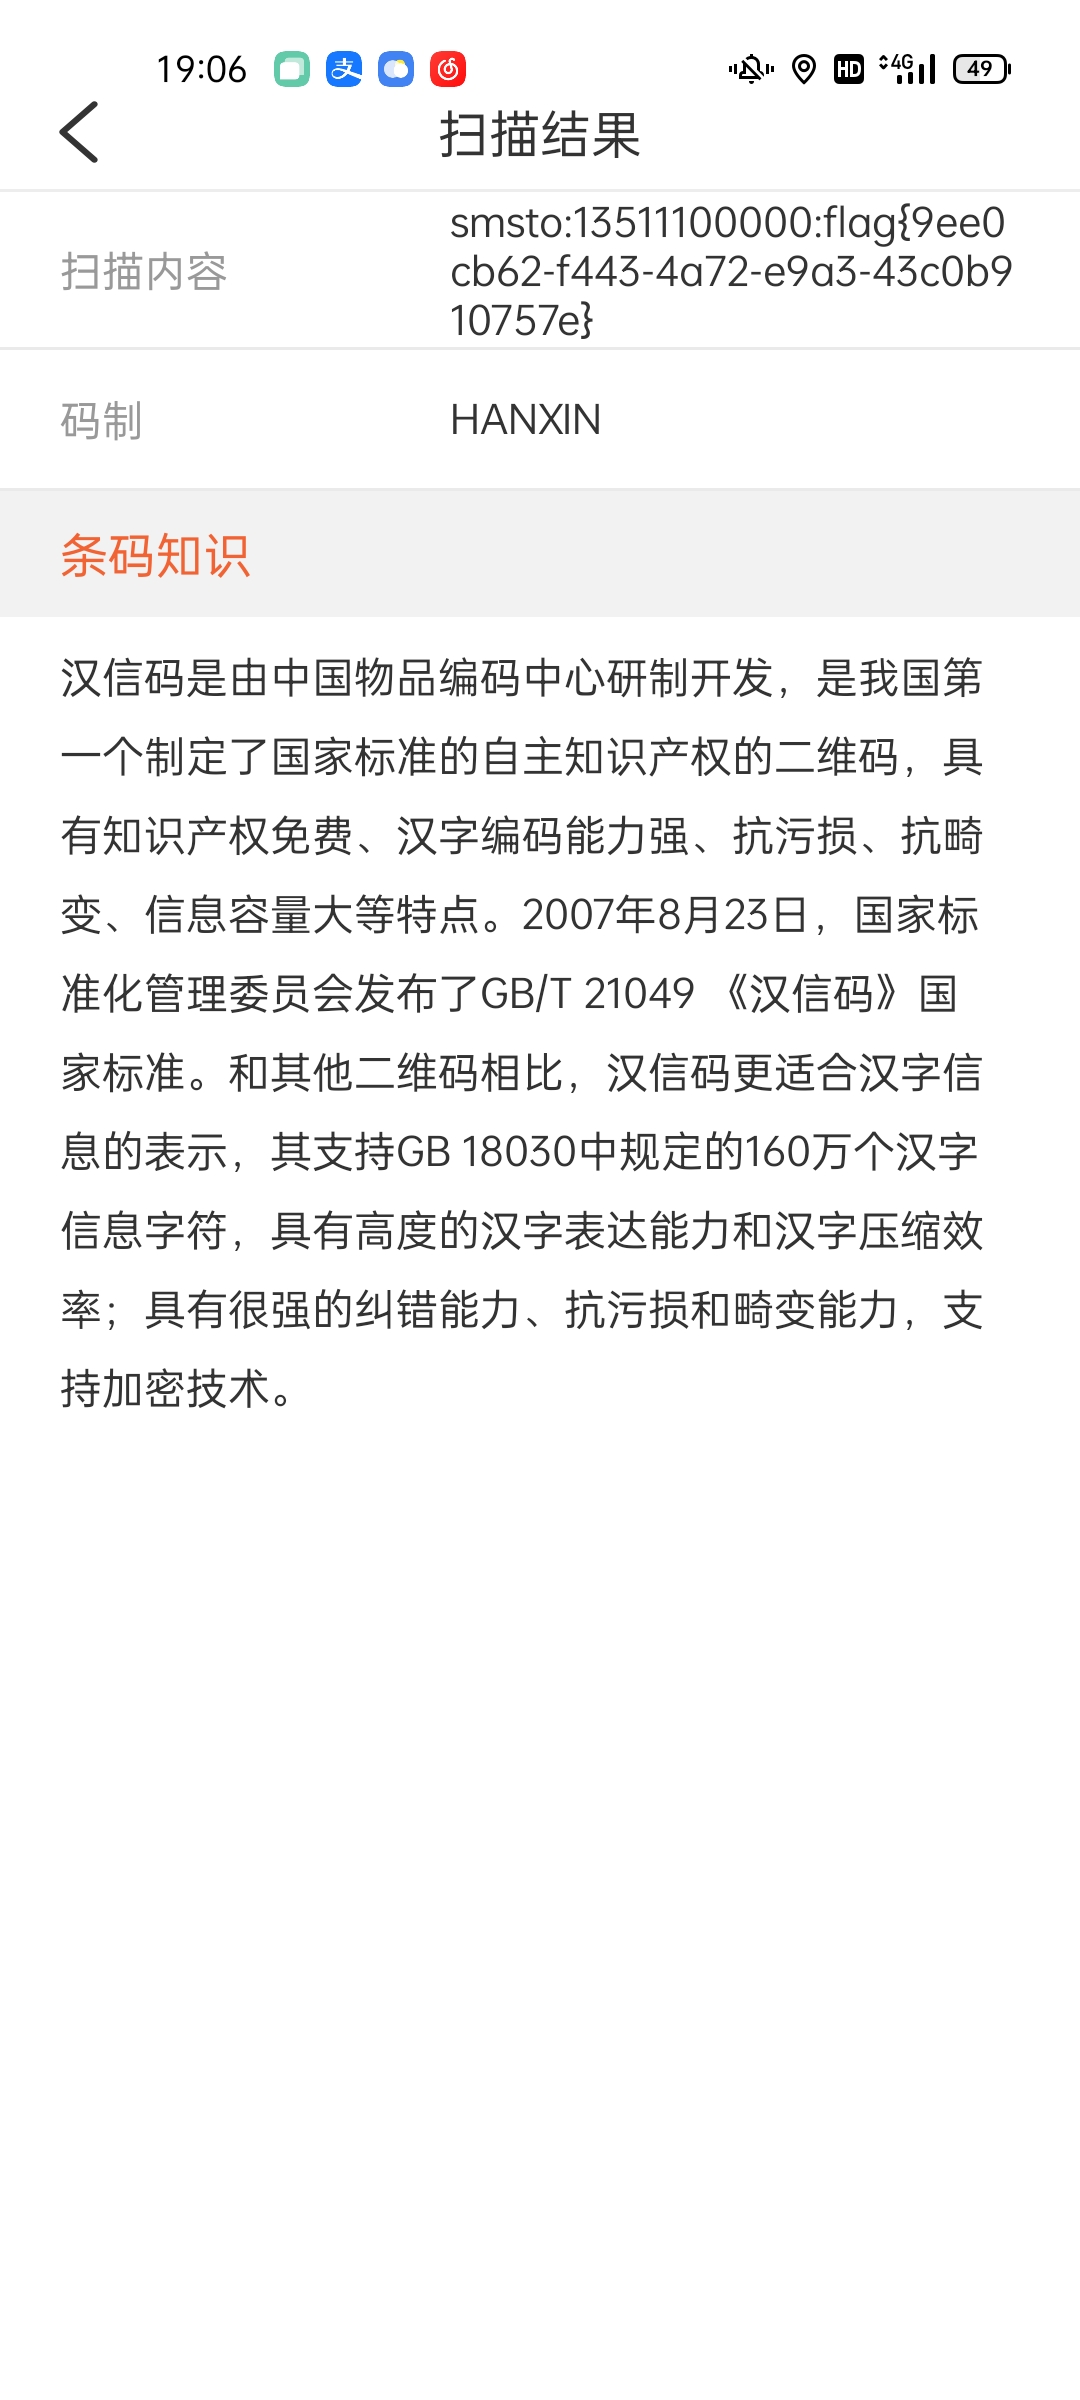 19:06 HD 4G 49
扫描结果
扫描内容
smsto:13511100000:flag{9ee0
cb62-f443-4a72-e9a3-43c0b9
10757e}
码制 HANXIN
条码知识
汉信码是由中国物品编码中心研制开发，是我国第
一个制定了国家标准的自主知识产权的二维码，具
有知识产权免费、汉字编码能力强、抗污损、抗畸
变、信息容量大等特点。2007年8月23日，国家标
准化管理委员会发布了GB/T 21049 《汉信码》国
家标准。和其他二维码相比，汉信码更适合汉字信
息的表示，其支持GB 18030中规定的160万个汉字
信息字符，具有高度的汉字表达能力和汉字压缩效
率；具有很强的纠错能力、抗污损和畸变能力，支
持加密技术。